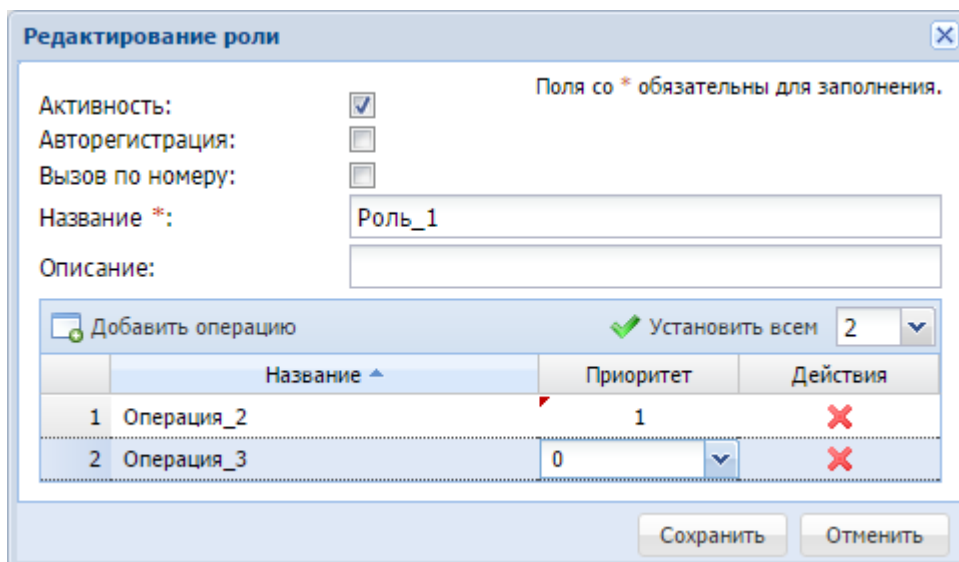 Редактирование роли
Поля со * обязательны для заполнения.
Активность:
Авторегистрация:
Вызов по номеру:
Название *: Роль_1
Описание:
Добавить операцию Установить всем 2
Название Приоритет Действия
1 Операция_2 1
2 Операция_3 0
Сохранить Отменить